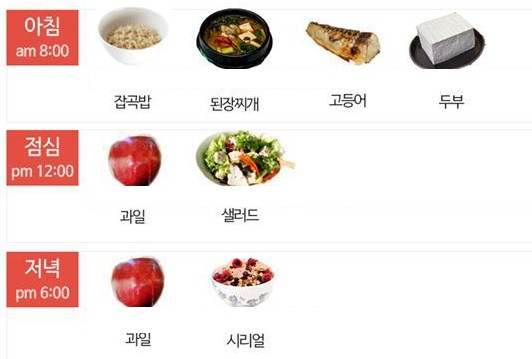 아침
am 8:00
잡곡밥 된장찌개 고등어 두부
점심
pm 12:00
과일 샐러드
저녁
pm 6:00
과일 시리얼